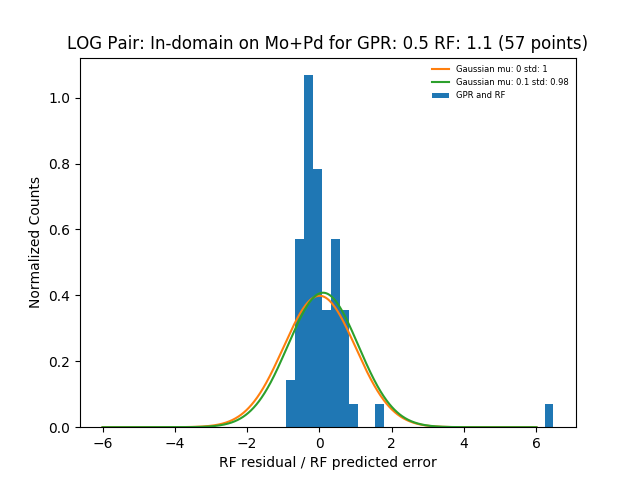 LOG Pair: In-domain on Mo+Pd for GPR: 0.5 RF: 1.1 (57 points)
Gaussian mu: 0 std: 1
Gaussian mu: 0.1 std: 0.98
GPR and RF
Normalized Counts
1.0
0.8
0.6
0.4
0.2
0.0
−6 −4 −2 0 2 4 6
RF residual / RF predicted error